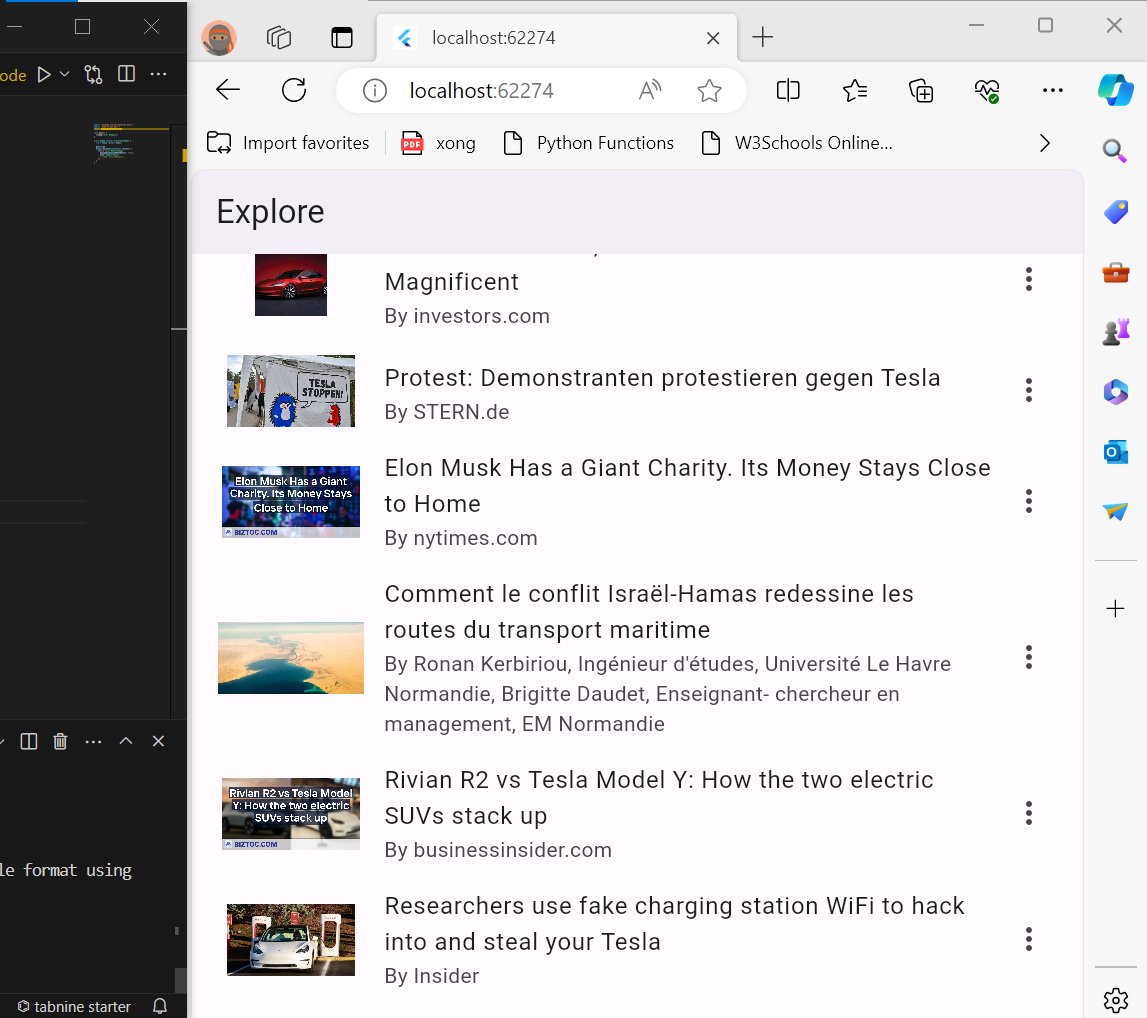 localhost:62274
ode
localhost:62274
Import favorites
PDF
xong
Python Functions
W3Schools Online...
Explore
Magnificent
By investors.com
TESLA
STOPPEN!
Protest: Demonstranten protestieren gegen Tesla
By STERN.de
Elon Musk Has a Giant
Charity. Its Money Stays
Close to Home
BIZTOC.COM
Elon Musk Has a Giant Charity. Its Money Stays Close
to Home
By nytimes.com
Comment le conflit Israël-Hamas redessine les
routes du transport maritime
By Ronan Kerbiriou, Ingénieur d'études, Université Le Havre
Normandie, Brigitte Daudet, Enseignant- chercheur en
management, EM Normandie
Rivian R2 vs Tesla Model
Y: How the two electric
SUVs stack up
BIZTOC.COM
Rivian R2 vs Tesla Model Y: How the two electric
SUVs stack up
By businessinsider.com
le format using
Researchers use fake charging station WiFi to hack
into and steal your Tesla
By Insider
tabnine starter